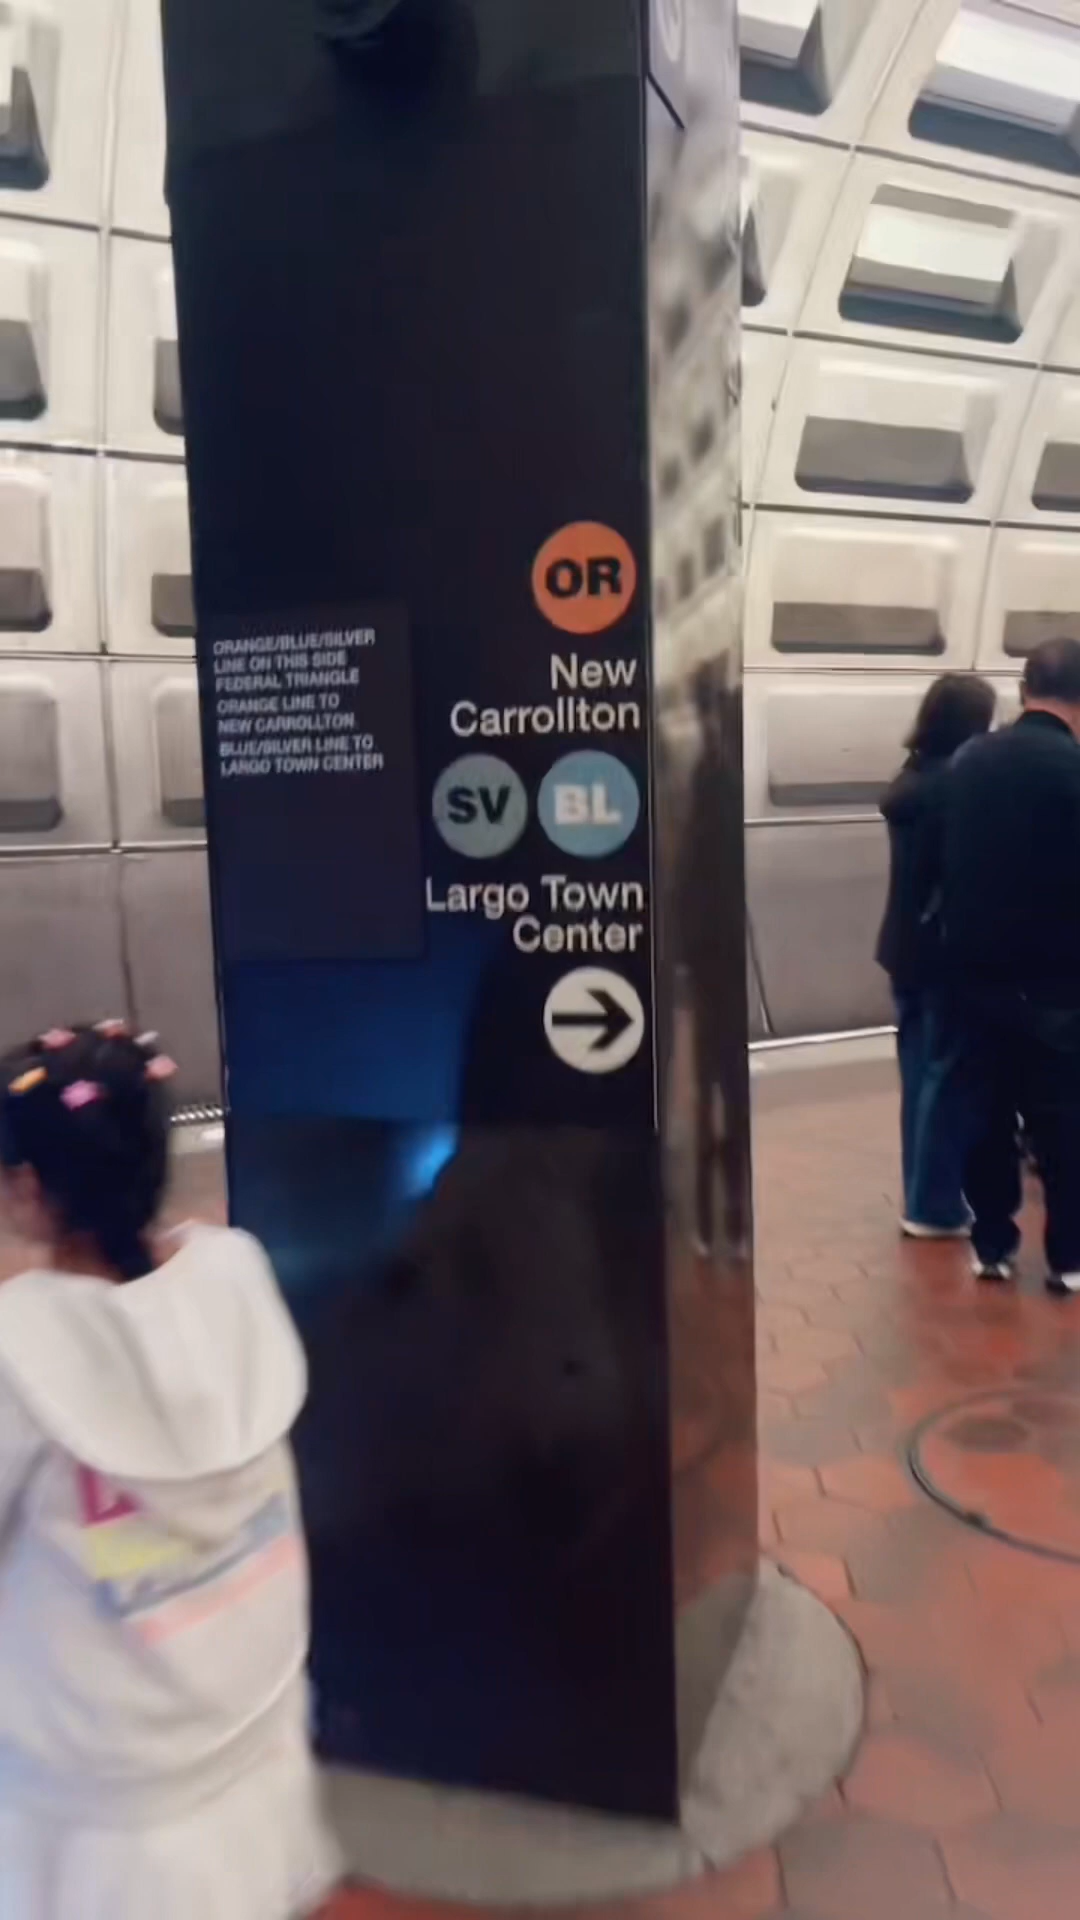 ORANGE/BLUE/SILVER
LINE ON THIS SIDE
FEDERAL TRIANGLE
ORANGE LINE TO
NEW CARROLLTON
BLUE/SILVER LINE TO
LARGO TOWN CENTER
OR
New
Carrollton
SV BL
Largo Town
Center